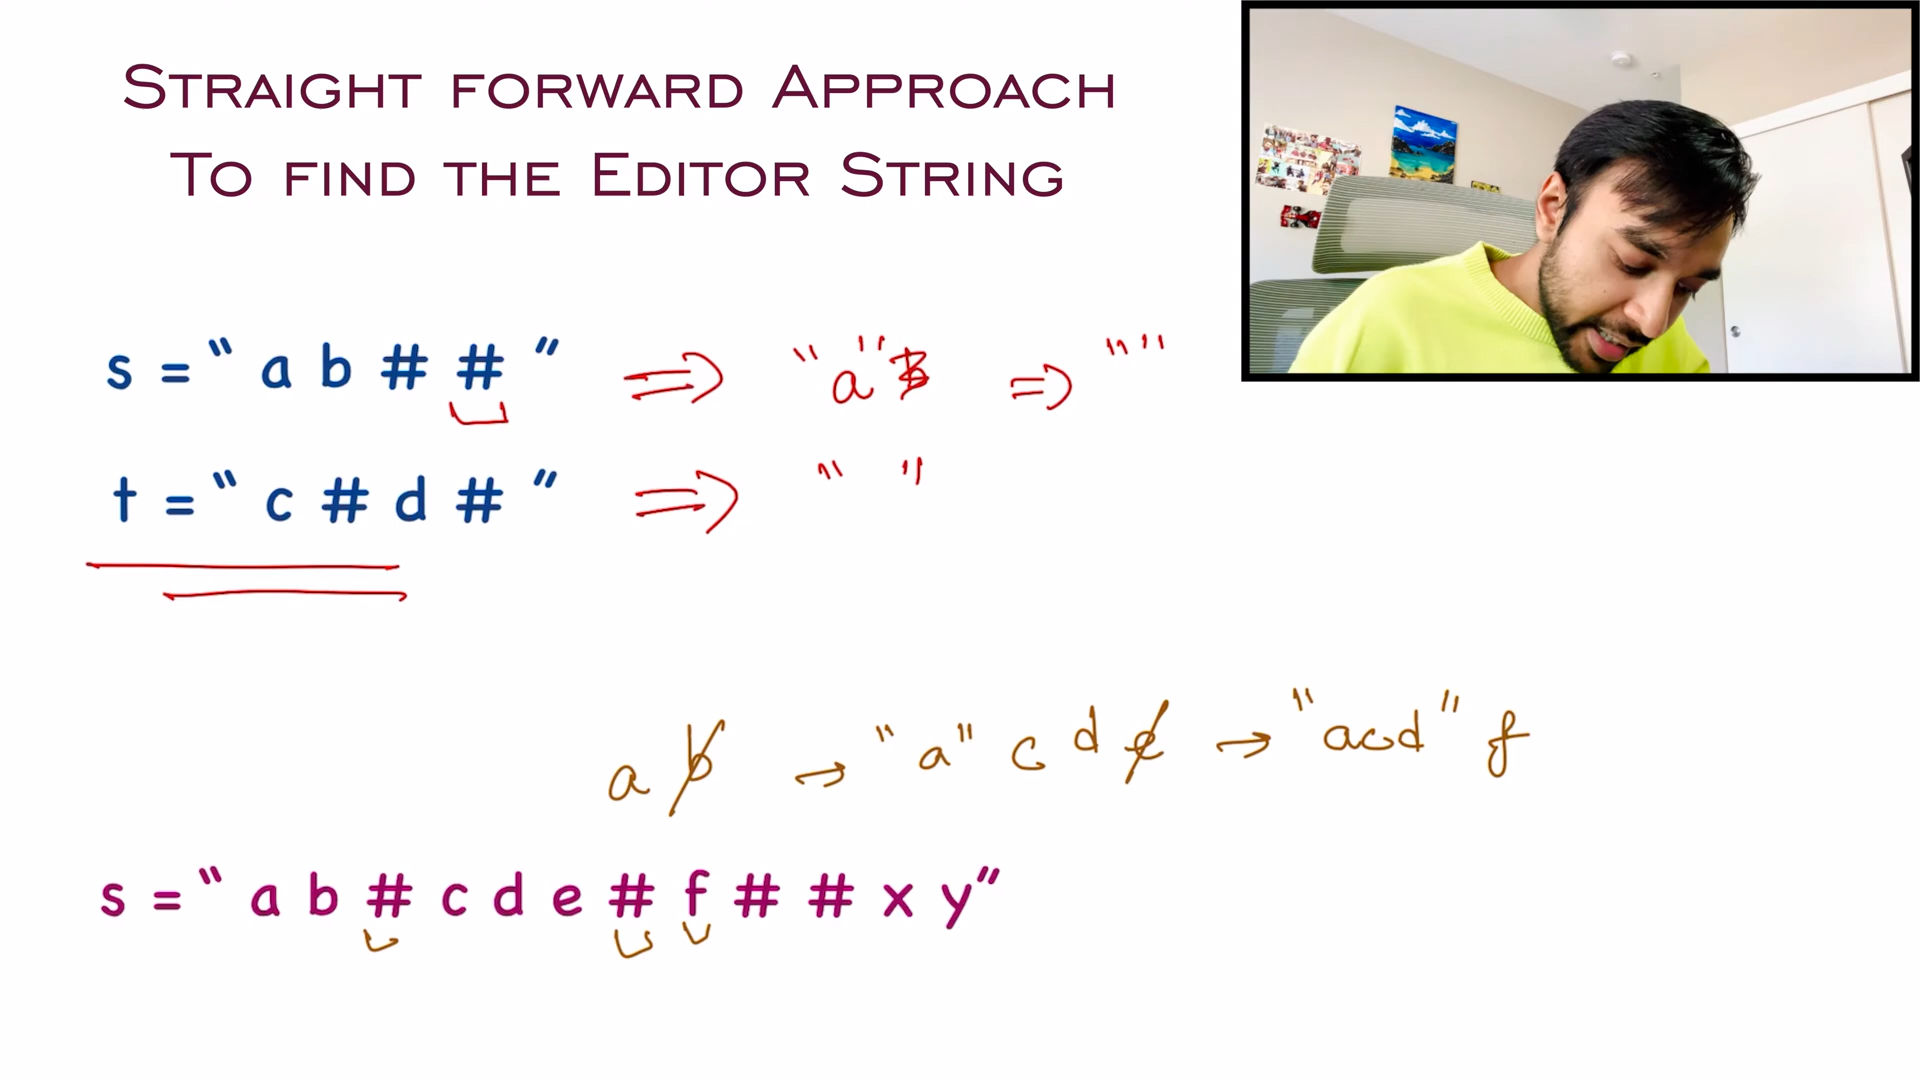 STRAIGHT FORWARD APPROACH
TO FIND THE EDITOR STRING
s = " a b # # " ⇒ "a" b ⇒ " "
t = " c # d # " ⇒ " "
a b → "a" c d e → "acd" f
s = " a b # c d e # f # # x y"